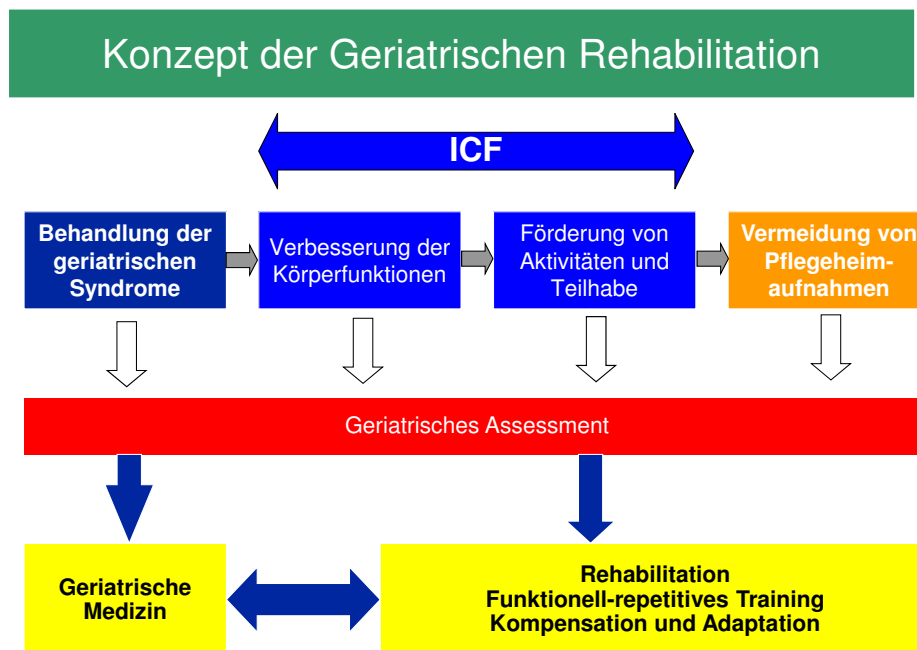 Konzept der Geriatrischen Rehabilitation
ICF
Behandlung der
geriatrischen
Syndrome
Verbesserung der
Körperfunktionen
Förderung von
Aktivitäten und
Teilhabe
Vermeidung von
Pflegeheim-
aufnahmen
Geriatrisches Assessment
Geriatrische
Medizin
Rehabilitation
Funktionell-repetitives Training
Kompensation und Adaptation